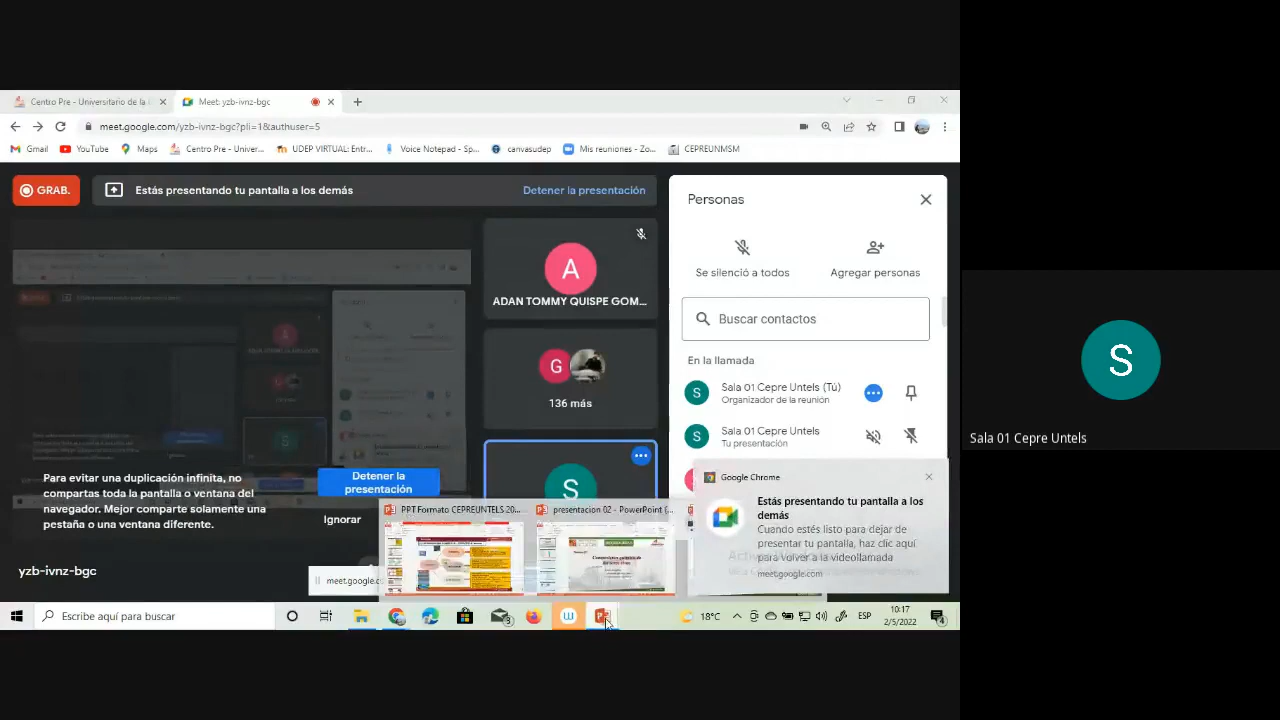 Centro Pre - Universitario de la U
Meet: yzb-ivnz-bgc
meet.google.com/yzb-ivnz-bgc?pli=1&authuser=5
Gmail
YouTube
Maps
Centro Pre - Univer...
UDEP VIRTUAL: Entr...
Voice Notepad - Sp...
canvasudep
Mis reuniones - Zo...
CEPREUNMSM
GRAB.
Estás presentando tu pantalla a los demás
Detener la presentación
Personas
Se silenció a todos
Agregar personas
Buscar contactos
En la llamada
Sala 01 Cepre Untels (Tú)
Organizador de la reunión
Sala 01 Cepre Untels
Tu presentación
A
ADAN TOMMY QUISPE GOM...
G
136 más
S
Para evitar una duplicación infinita, no
compartas toda la pantalla o ventana del
navegador. Mejor comparte solamente una
pestaña o una ventana diferente.
Detener la
presentación
Ignorar
yzb-ivnz-bgc
meet.google.c
PPT Formato CEPREUNTELS 20...
presentacion 02 - PowerPoint (...
Google Chrome
Estás presentando tu pantalla a los
demás
Cuando estés listo para dejar de
presentar tu pantalla, haz clic aquí
para volver a la videollamada
meet.google.com
Escribe aquí para buscar
18°C
ESP
10:17
2/5/2022
S
Sala 01 Cepre Untels